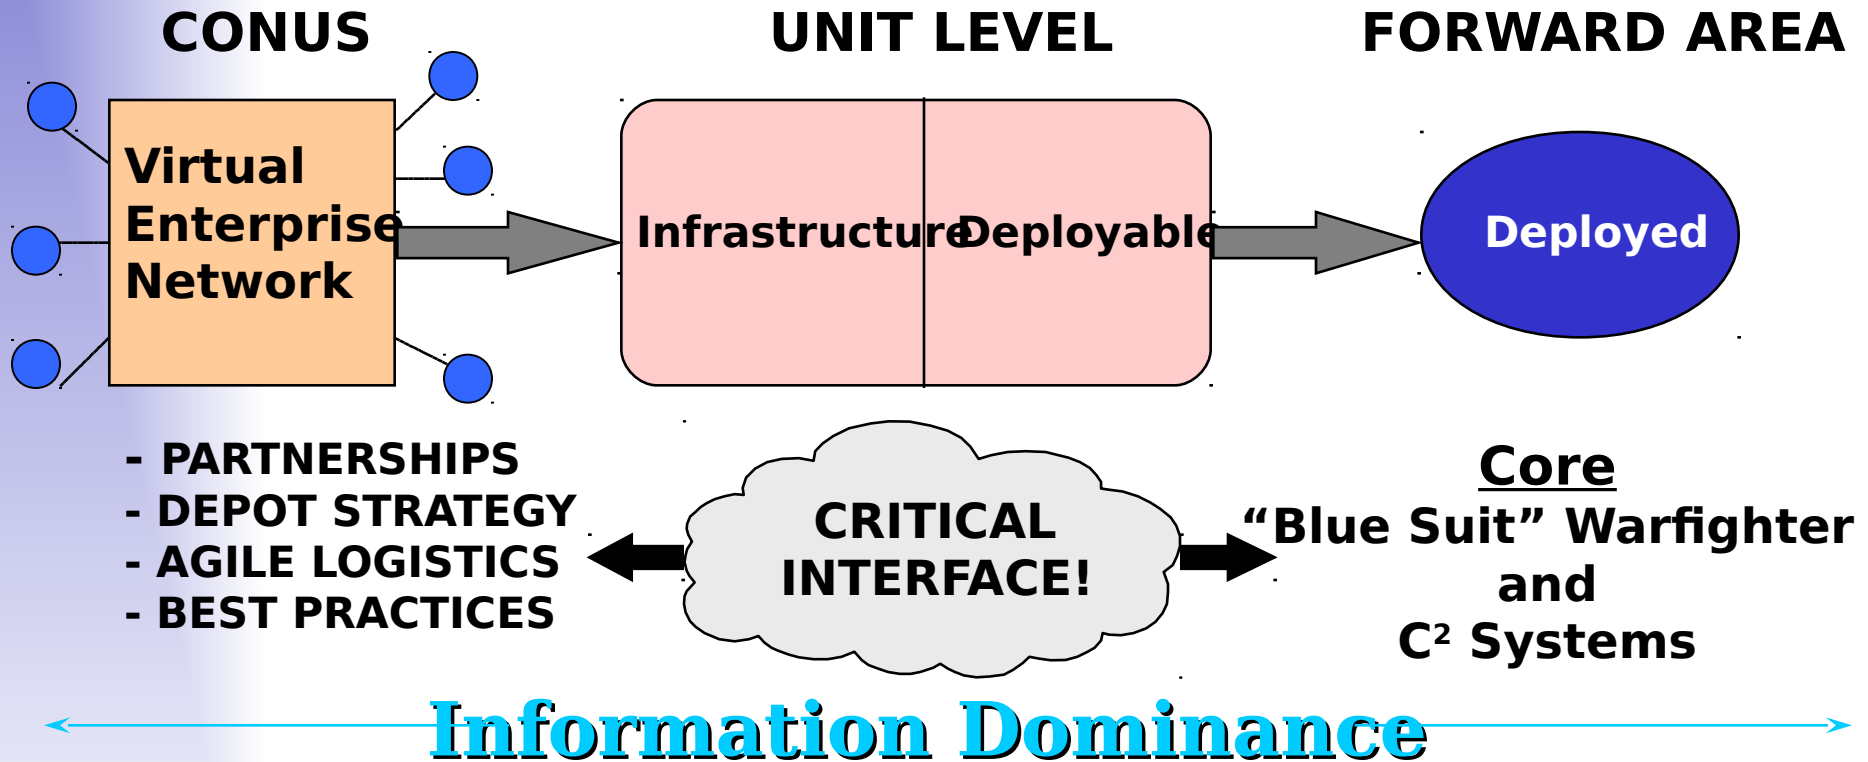 CONUS
UNIT LEVEL
FORWARD AREA
Virtual
Enterprise
Network
Infrastructure
Deployable
Deployed
- PARTNERSHIPS
- DEPOT STRATEGY
- AGILE LOGISTICS
- BEST PRACTICES
CRITICAL
INTERFACE!
Core
“Blue Suit” Warfighter
and
C² Systems
Information Dominance